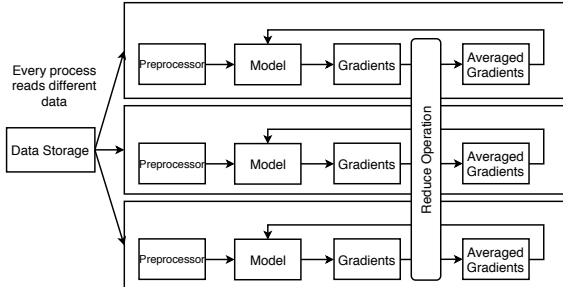 Every process
reads different
data
Data Storage
Preprocessor
Model
Gradients
Averaged
Gradients
Preprocessor
Model
Gradients
Averaged
Gradients
Preprocessor
Model
Gradients
Averaged
Gradients
Reduce Operation